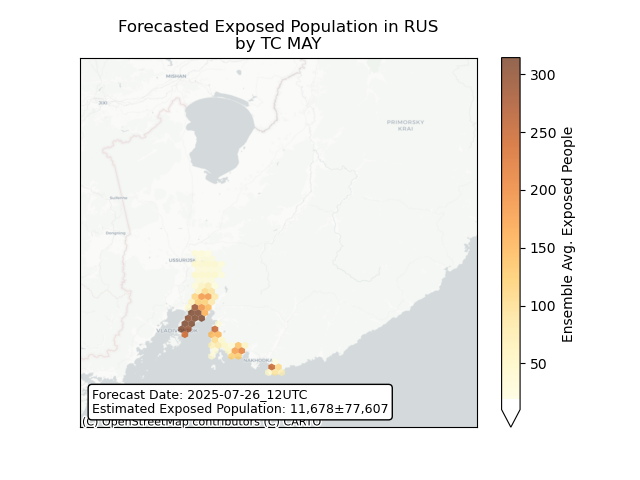 Forecasted Exposed Population in RUS
by TC MAY
MISHAN
PRIMORSKY
KRAI
USSURIYSK
NAKHODKA
300
250
200
150
100
50
Ensemble Avg. Exposed People
Forecast Date: 2025-07-26_12UTC
Estimated Exposed Population: 11,678±77,607
(C) OpenStreetMap contributors (C) CARTO